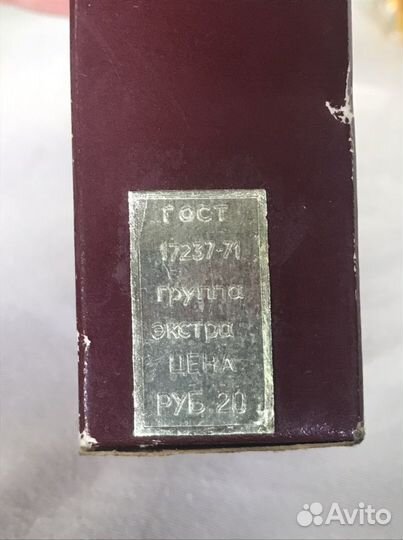 ГОСТ
17237-71
группа
экстра
ЦЕНА
РУБ. 20
Avito